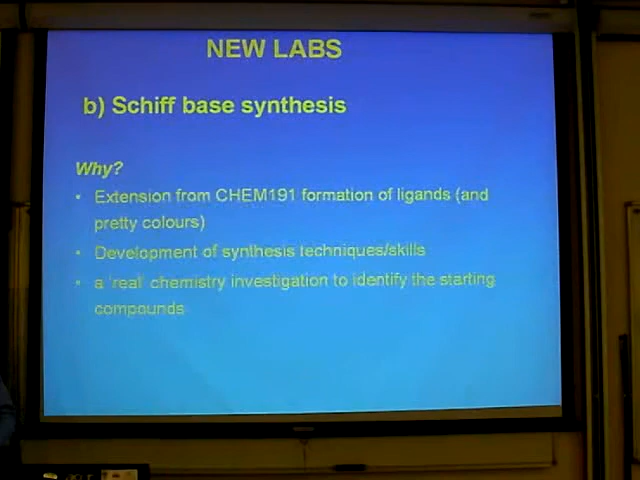 NEW LABS
b) Schiff base synthesis
Why?
• Extension from CHEM191 formation of ligands (and
pretty colours)
• Development of synthesis techniques/skills
• a 'real' chemistry investigation to identify the starting
compounds